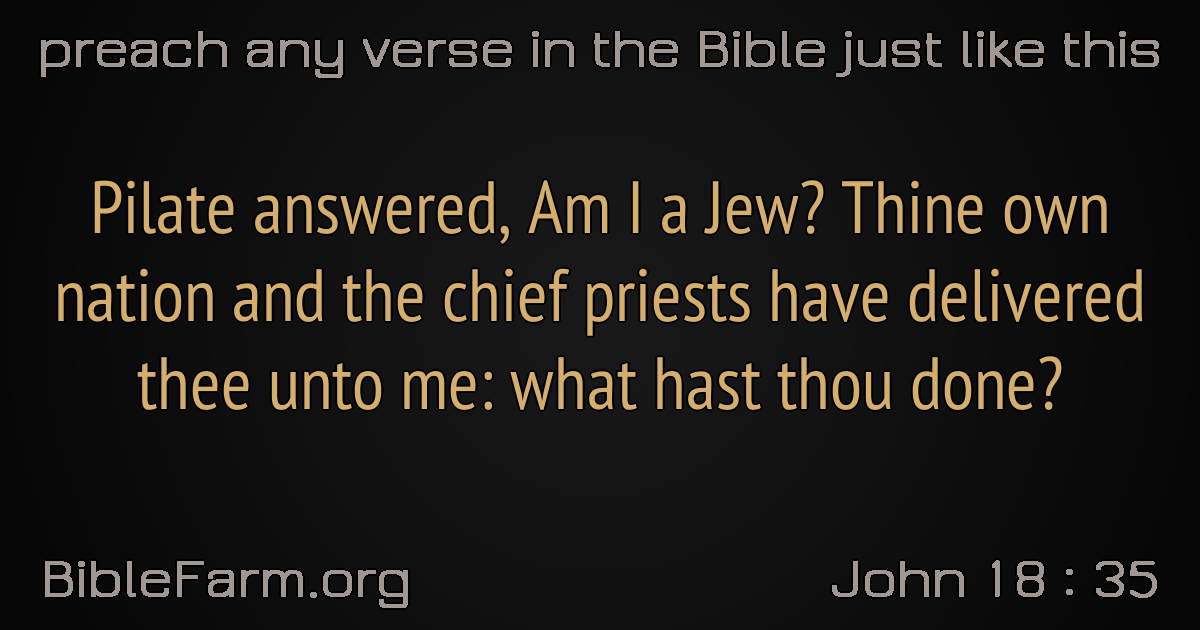 preach any verse in the Bible just like this
Pilate answered, Am I a Jew? Thine own
nation and the chief priests have delivered
thee unto me: what hast thou done?
BibleFarm.org
John 18 : 35